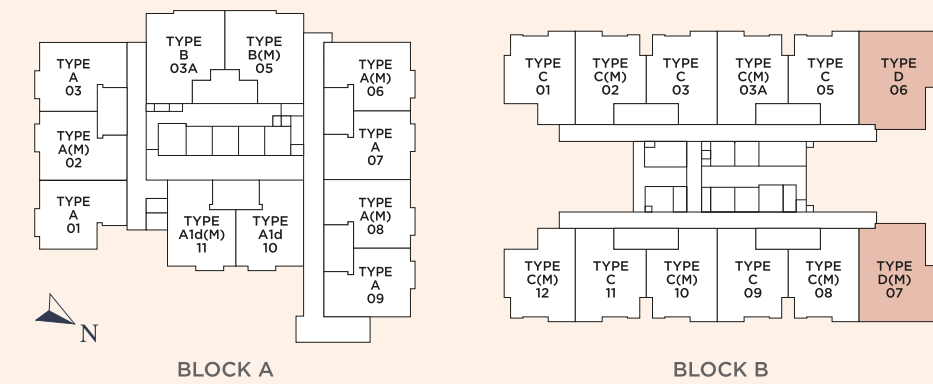 TYPE
A
03
TYPE
A(M)
02
TYPE
A
01
TYPE
B
03A
TYPE
B(M)
05
TYPE
A(M)
06
TYPE
A
07
TYPE
A(M)
08
TYPE
A
09
TYPE
A1d(M)
11
TYPE
A1d
10
N
BLOCK A
TYPE
C
01
TYPE
C(M)
02
TYPE
C
03
TYPE
C(M)
03A
TYPE
C
05
TYPE
D
06
TYPE
C(M)
12
TYPE
C
11
TYPE
C(M)
10
TYPE
C
09
TYPE
C(M)
08
TYPE
D(M)
07
BLOCK B